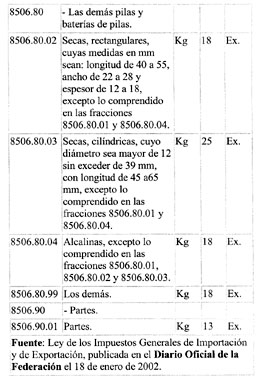 8506.80 - Las demás pilas y
baterías de pilas.
8506.80.02 Secas, rectangulares, Kg 18 Ex.
cuyas medidas en mm
sean: longitud de 40 a 55,
ancho de 22 a 28 y
espesor de 12 a 18,
excepto lo comprendido
en las fracciones
8506.80.01 y 8506.80.04.
8506.80.03 Secas, cilíndricas, cuyo Kg 25 Ex.
diámetro sea mayor de 12
sin exceder de 39 mm,
con longitud de 45 a65
mm, excepto lo
comprendido en las
fracciones 8506.80.01 y
8506.80.04.
8506.80.04 Alcalinas, excepto lo Kg 18 Ex.
comprendido en las
fracciones 8506.80.01,
8506.80.02 y 8506.80.03.
8506.80.99 Los demás. Kg 18 Ex.
8506.90 - Partes.
8506.90.01 Partes. Kg 13 Ex.
Fuente: Ley de los Impuestos Generales de Importación
y de Exportación, publicada en el Diario Oficial de la
Federación el 18 de enero de 2002.